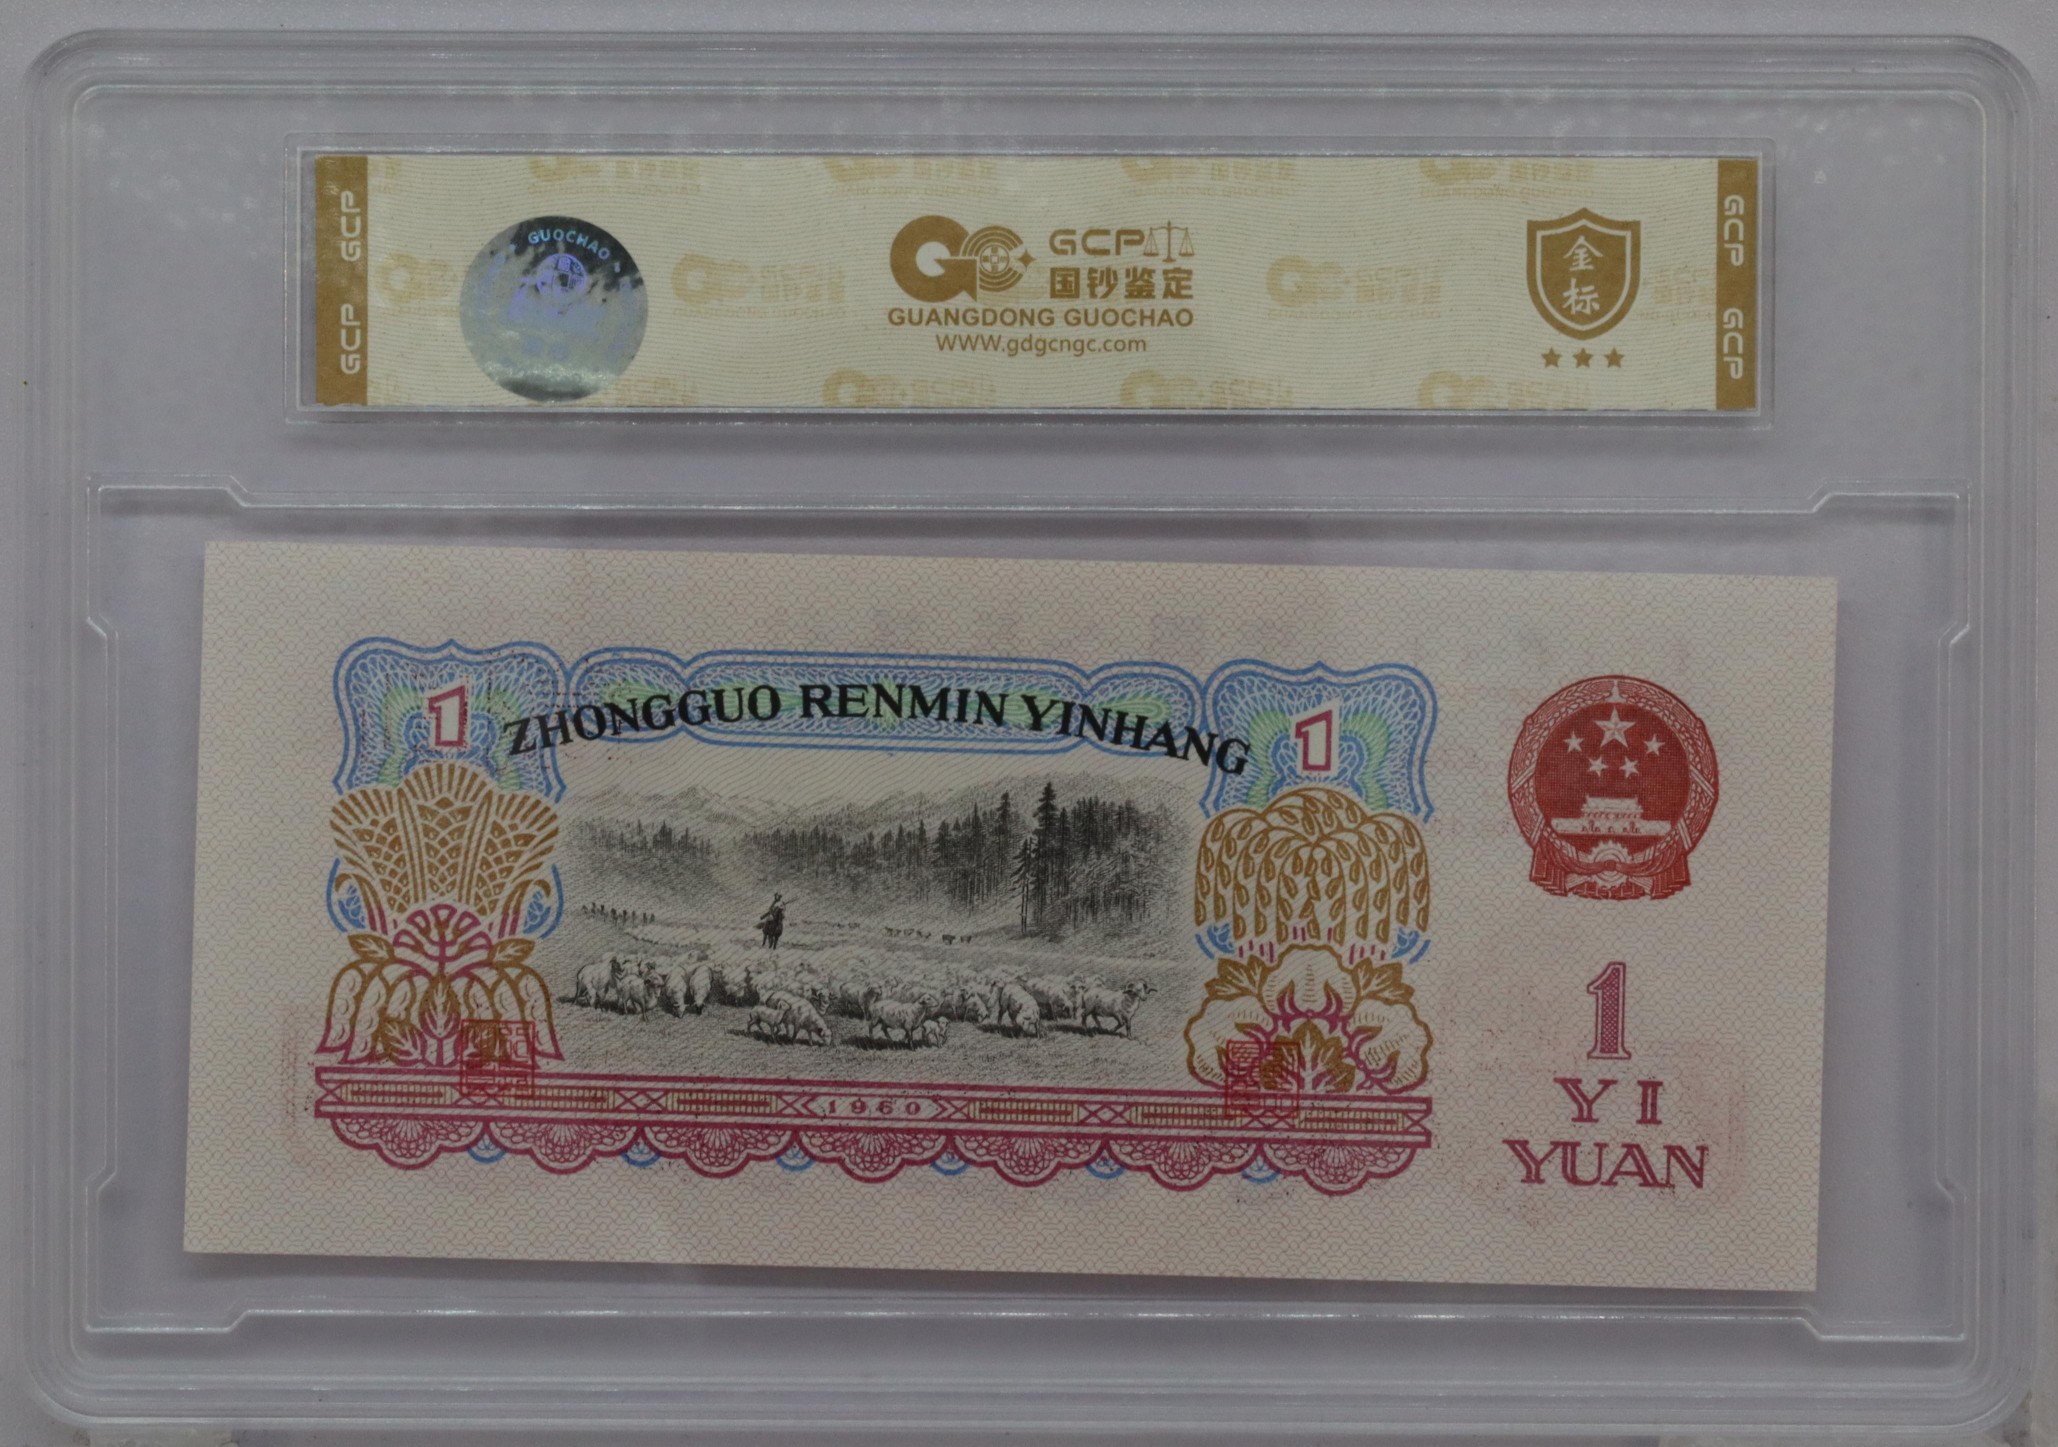 GCP GCP
GUOCHAO
GCP
国钞鉴定
GUANGDONG GUOCHAO
www.gdgcngc.com
金
标
GCP GCP
ZHONGGUO RENMIN YINHANG
1
1
1960
1
YI
YUAN